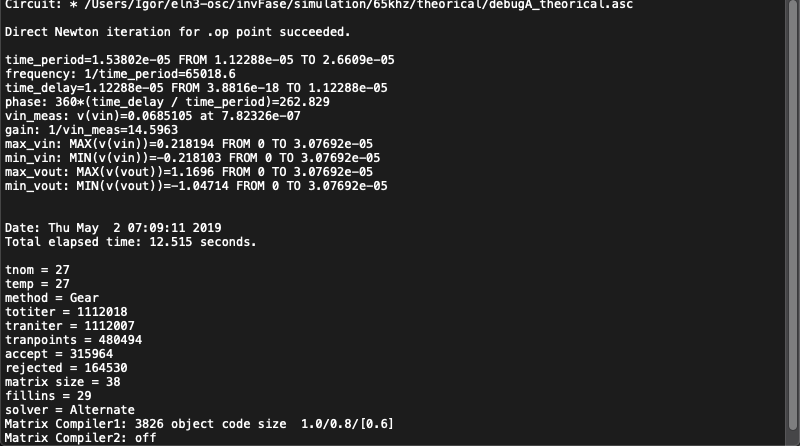 Circuit: * /Users/Igor/eln3-osc/invFase/simulation/65khz/theorical/debugA_theorical.asc
Direct Newton iteration for .op point succeeded.
time_period=1.53802e-05 FROM 1.12288e-05 TO 2.6609e-05
frequency: 1/time_period=65018.6
time_delay=1.12288e-05 FROM 3.8816e-18 TO 1.12288e-05
phase: 360*(time_delay / time_period)=262.829
vin_meas: v(vin)=0.0685105 at 7.82326e-07
gain: 1/vin_meas=14.5963
max_vin: MAX(v(vin))=0.218194 FROM 0 TO 3.07692e-05
min_vin: MIN(v(vin))=-0.218103 FROM 0 TO 3.07692e-05
max_vout: MAX(v(vout))=1.1696 FROM 0 TO 3.07692e-05
min_vout: MIN(v(vout))=-1.04714 FROM 0 TO 3.07692e-05
Date: Thu May  2 07:09:11 2019
Total elapsed time: 12.515 seconds.
tnom = 27
temp = 27
method = Gear
totiter = 1112018
traniter = 1112007
tranpoints = 480494
accept = 315964
rejected = 164530
matrix size = 38
fillins = 29
solver = Alternate
Matrix Compiler1: 3826 object code size  1.0/0.8/[0.6]
Matrix Compiler2: off